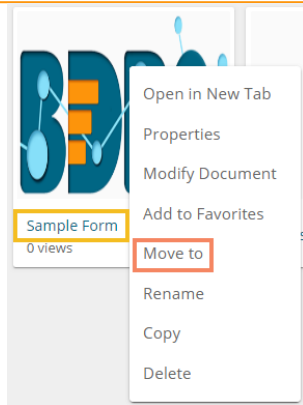 BEPO
Open in New Tab
Properties
Modify Document
Add to Favorites
Sample Form
0 views
Move to
Rename
Copy
Delete